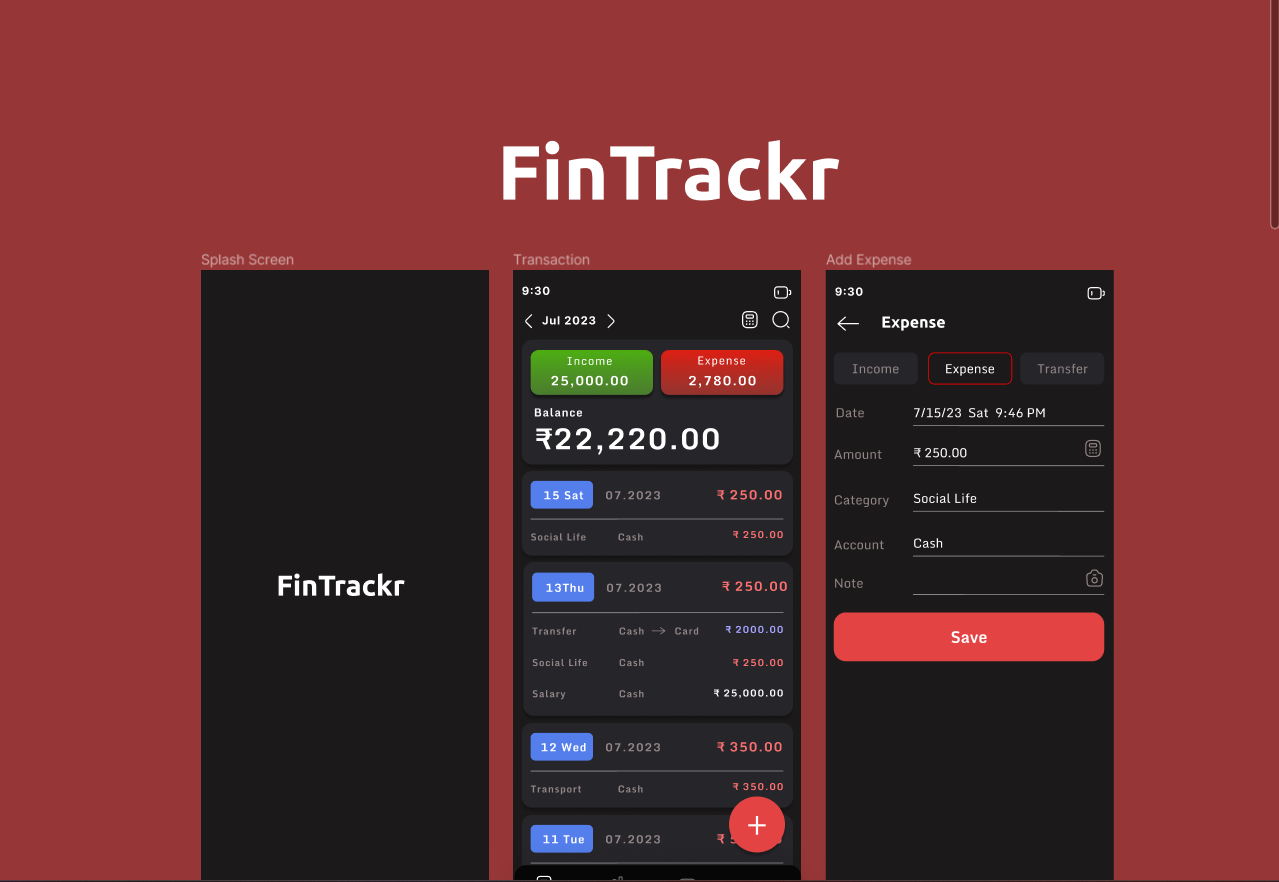 FinTrackr
Splash Screen
FinTrackr
Transaction
9:30
Jul 2023
Income
25,000.00
Expense
2,780.00
Balance
₹22,220.00
15 Sat 07.2023 ₹ 250.00
Social Life Cash ₹ 250.00
13Thu 07.2023 ₹ 250.00
Transfer Cash → Card ₹ 2000.00
Social Life Cash ₹ 250.00
Salary Cash ₹ 25,000.00
12 Wed 07.2023 ₹ 350.00
Transport Cash ₹ 350.00
11 Tue 07.2023 ₹
Add Expense
9:30
Expense
Income Expense Transfer
Date 7/15/23 Sat 9:46 PM
Amount ₹ 250.00
Category Social Life
Account Cash
Note
Save